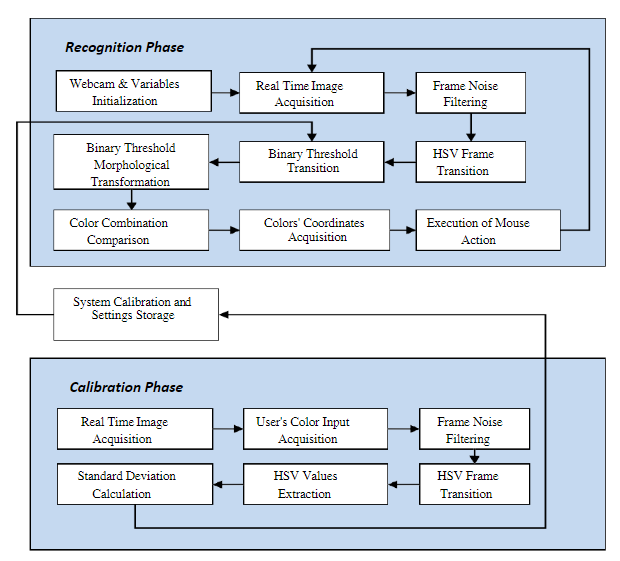 Recognition Phase
Webcam & Variables
Initialization
Real Time Image
Acquisition
Frame Noise
Filtering
HSV Frame
Transition
Binary Threshold
Transition
Binary Threshold
Morphological
Transformation
Color Combination
Comparison
Colors' Coordinates
Acquisition
Execution of Mouse
Action
System Calibration and
Settings Storage
Calibration Phase
Real Time Image
Acquisition
User's Color Input
Acquisition
Frame Noise
Filtering
HSV Frame
Transition
HSV Values
Extraction
Standard Deviation
Calculation